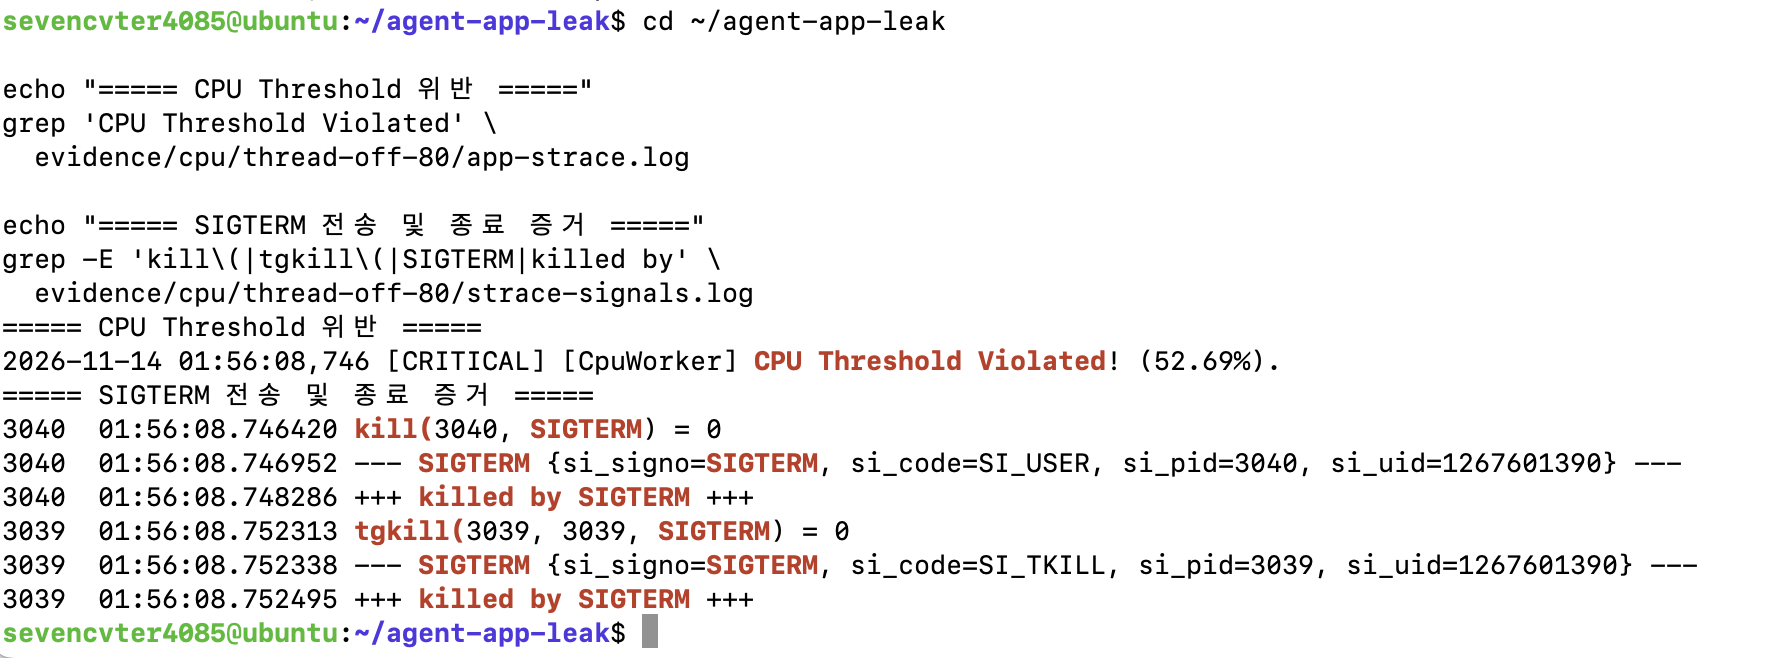 sevencvter4085@ubuntu:~/agent-app-leak$ cd ~/agent-app-leak
echo "===== CPU Threshold 위반 ====="
grep 'CPU Threshold Violated' \
  evidence/cpu/thread-off-80/app-strace.log
echo "===== SIGTERM 전송 및 종료 증거 ====="
grep -E 'kill\(|tgkill\(|SIGTERM|killed by' \
  evidence/cpu/thread-off-80/strace-signals.log
===== CPU Threshold 위반 =====
2026-11-14 01:56:08,746 [CRITICAL] [CpuWorker] CPU Threshold Violated! (52.69%).
===== SIGTERM 전송 및 종료 증거 =====
3040  01:56:08.746420 kill(3040, SIGTERM) = 0
3040  01:56:08.746952 --- SIGTERM {si_signo=SIGTERM, si_code=SI_USER, si_pid=3040, si_uid=1267601390} ---
3040  01:56:08.748286 +++ killed by SIGTERM +++
3039  01:56:08.752313 tgkill(3039, 3039, SIGTERM) = 0
3039  01:56:08.752338 --- SIGTERM {si_signo=SIGTERM, si_code=SI_TKILL, si_pid=3039, si_uid=1267601390} ---
3039  01:56:08.752495 +++ killed by SIGTERM +++
sevencvter4085@ubuntu:~/agent-app-leak$